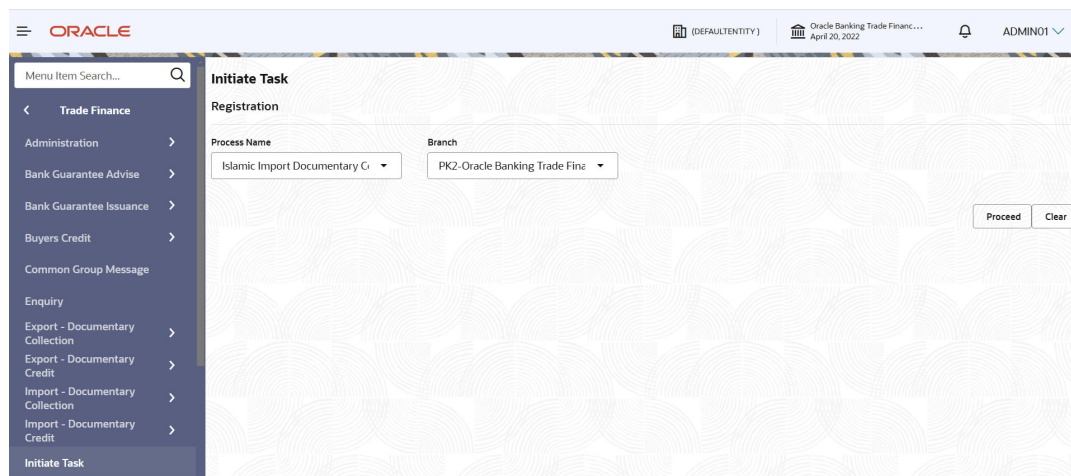 ORACLE
(DEFAULTENTITY)
Oracle Banking Trade Financ...
April 20, 2022
ADMIN01
Menu Item Search...
Trade Finance
Administration
Bank Guarantee Advise
Bank Guarantee Issuance
Buyers Credit
Common Group Message
Enquiry
Export - Documentary
Collection
Export - Documentary
Credit
Import - Documentary
Collection
Import - Documentary
Credit
Initiate Task
Initiate Task
Registration
Process Name
Branch
Islamic Import Documentary
PK2-Oracle Banking Trade Fina
Proceed
Clear